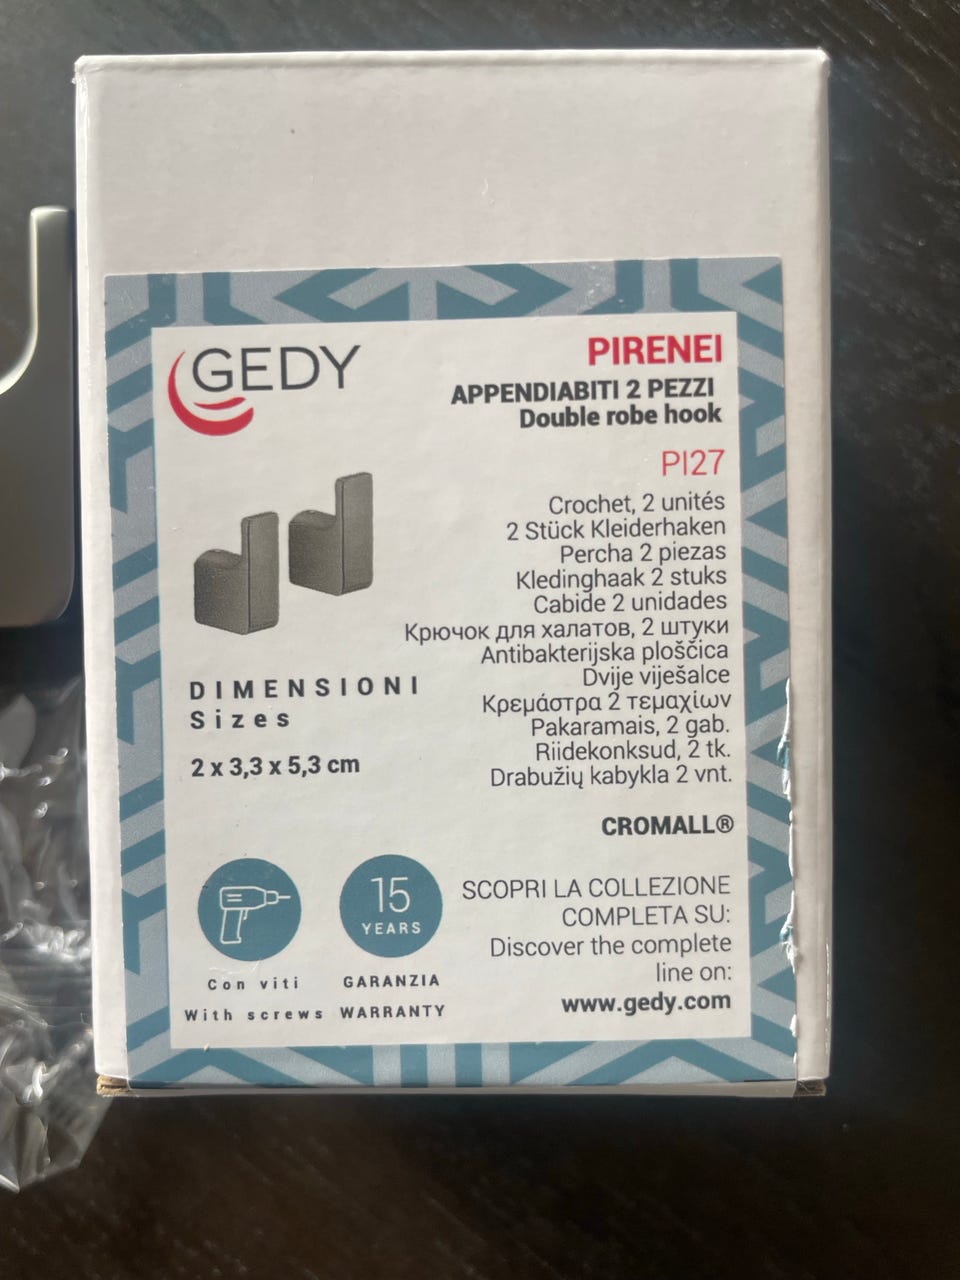 GEDY
PIRENEI
APPENDIABITI 2 PEZZI
Double robe hook
PI27
Crochet, 2 unités
2 Stück Kleiderhaken
Percha 2 piezas
Kledinghaak 2 stuks
Cabide 2 unidades
Крючок для халатов, 2 штуки
Antibakterijska ploščica
Dvije viješalce
Κρεμάστρα 2 τεμαχίων
Pakaramais, 2 gab.
Riidekonksud, 2 tk.
Drabužių kabykla 2 vnt.
DIMENSIONI
Sizes
2 x 3,3 x 5,3 cm
CROMALL®
15
YEARS
Con viti
With screws
GARANZIA
WARRANTY
SCOPRI LA COLLEZIONE
COMPLETA SU:
Discover the complete
line on:
www.gedy.com